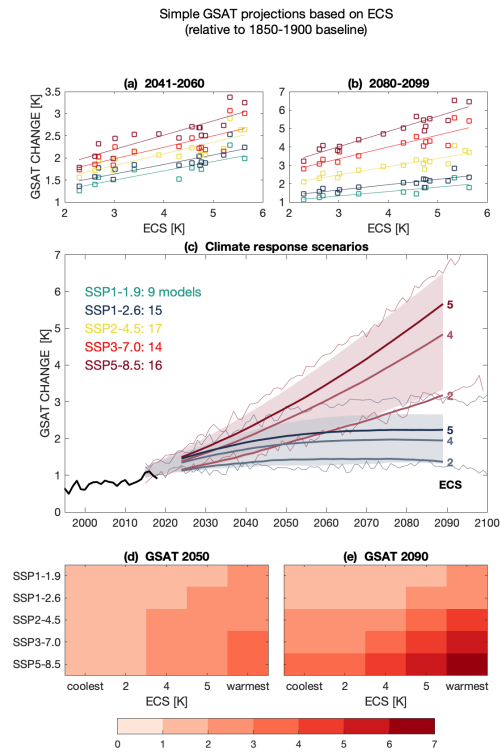 Simple GSAT projections based on ECS
(relative to 1850-1900 baseline)
(a) 2041-2060
(b) 2080-2099
GSAT CHANGE [K]
3.5
3
2.5
2
1.5
1
2 3 4 5 6
ECS [K]
7
6
5
4
3
2
1
2 3 4 5 6
ECS [K]
(c) Climate response scenarios
GSAT CHANGE [K]
7
6
5
4
3
2
1
0
SSP1-1.9: 9 models
SSP1-2.6: 15
SSP2-4.5: 17
SSP3-7.0: 14
SSP5-8.5: 16
5
4
2
5
4
2
ECS
2000 2010 2020 2030 2040 2050 2060 2070 2080 2090 2100
(d) GSAT 2050
(e) GSAT 2090
SSP1-1.9
SSP1-2.6
SSP2-4.5
SSP3-7.0
SSP5-8.5
coolest 2 4 5 warmest
ECS [K]
coolest 2 4 5 warmest
ECS [K]
0 1 2 3 4 5 6 7